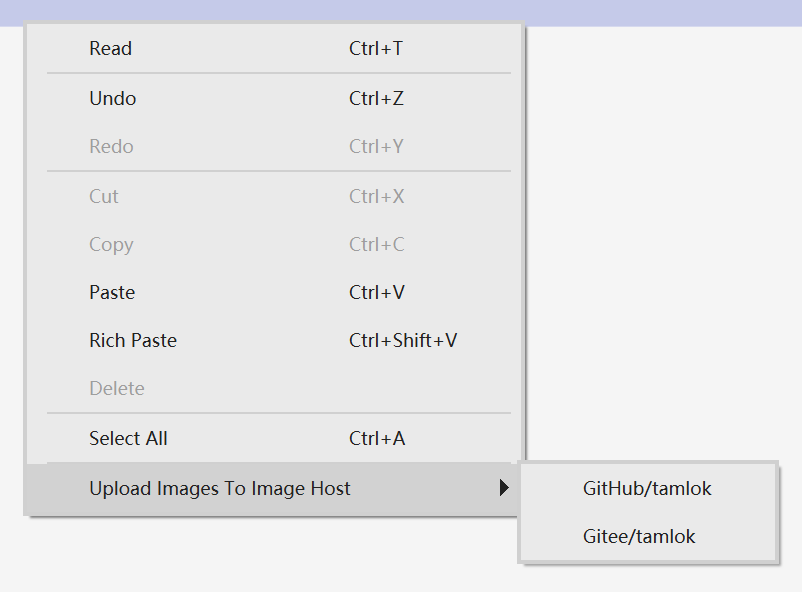 Read Ctrl+T
Undo Ctrl+Z
Redo Ctrl+Y
Cut Ctrl+X
Copy Ctrl+C
Paste Ctrl+V
Rich Paste Ctrl+Shift+V
Delete
Select All Ctrl+A
Upload Images To Image Host
GitHub/tamlok
Gitee/tamlok